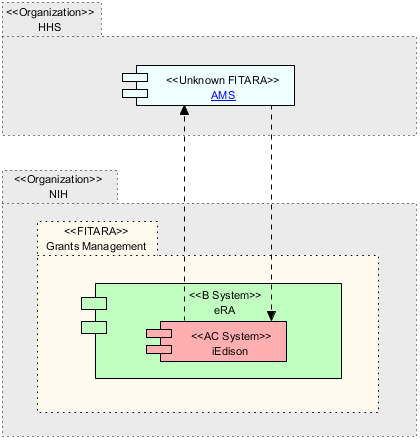 <<Organization>>
HHS
<<Unknown FITARA>>
AMS
<<Organization>>
NIH
<<FITARA>>
Grants Management
<<B System>>
eRA
<<AC System>>
iEdison